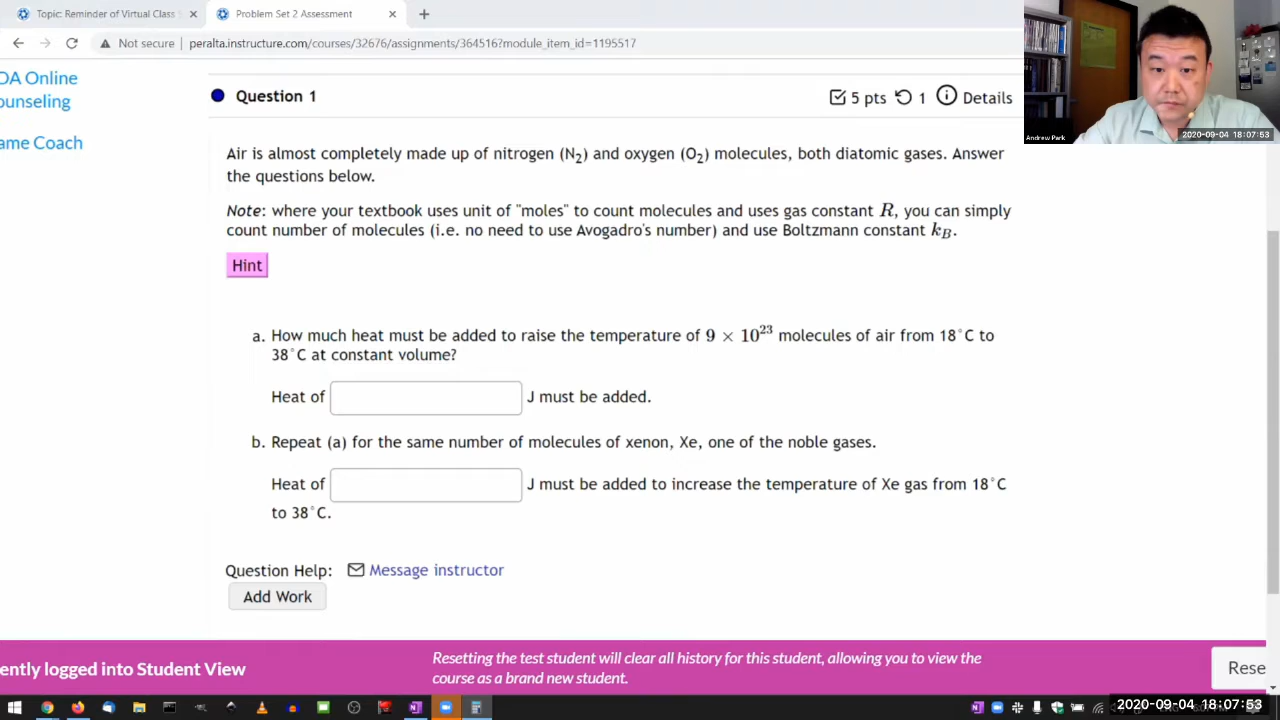 Topic: Reminder of Virtual Class
Problem Set 2 Assessment
Not secure | peralta.instructure.com/courses/32676/assignments/364516?module_item_id=1195517
OA Online
ounseling
ame Coach
Question 1
5 pts 1 Details
Air is almost completely made up of nitrogen (N₂) and oxygen (O₂) molecules, both diatomic gases. Answer
the questions below.
Note: where your textbook uses unit of "moles" to count molecules and uses gas constant R, you can simply
count number of molecules (i.e. no need to use Avogadro's number) and use Boltzmann constant k_B.
Hint
a. How much heat must be added to raise the temperature of 9 × 10²³ molecules of air from 18°C to
38°C at constant volume?
Heat of J must be added.
b. Repeat (a) for the same number of molecules of xenon, Xe, one of the noble gases.
Heat of J must be added to increase the temperature of Xe gas from 18°C
to 38°C.
Question Help: Message instructor
Add Work
ently logged into Student View
Resetting the test student will clear all history for this student, allowing you to view the
course as a brand new student.
Rese
Andrew Park
2020-09-04 18:07:53
2020-09-04 18:07:53